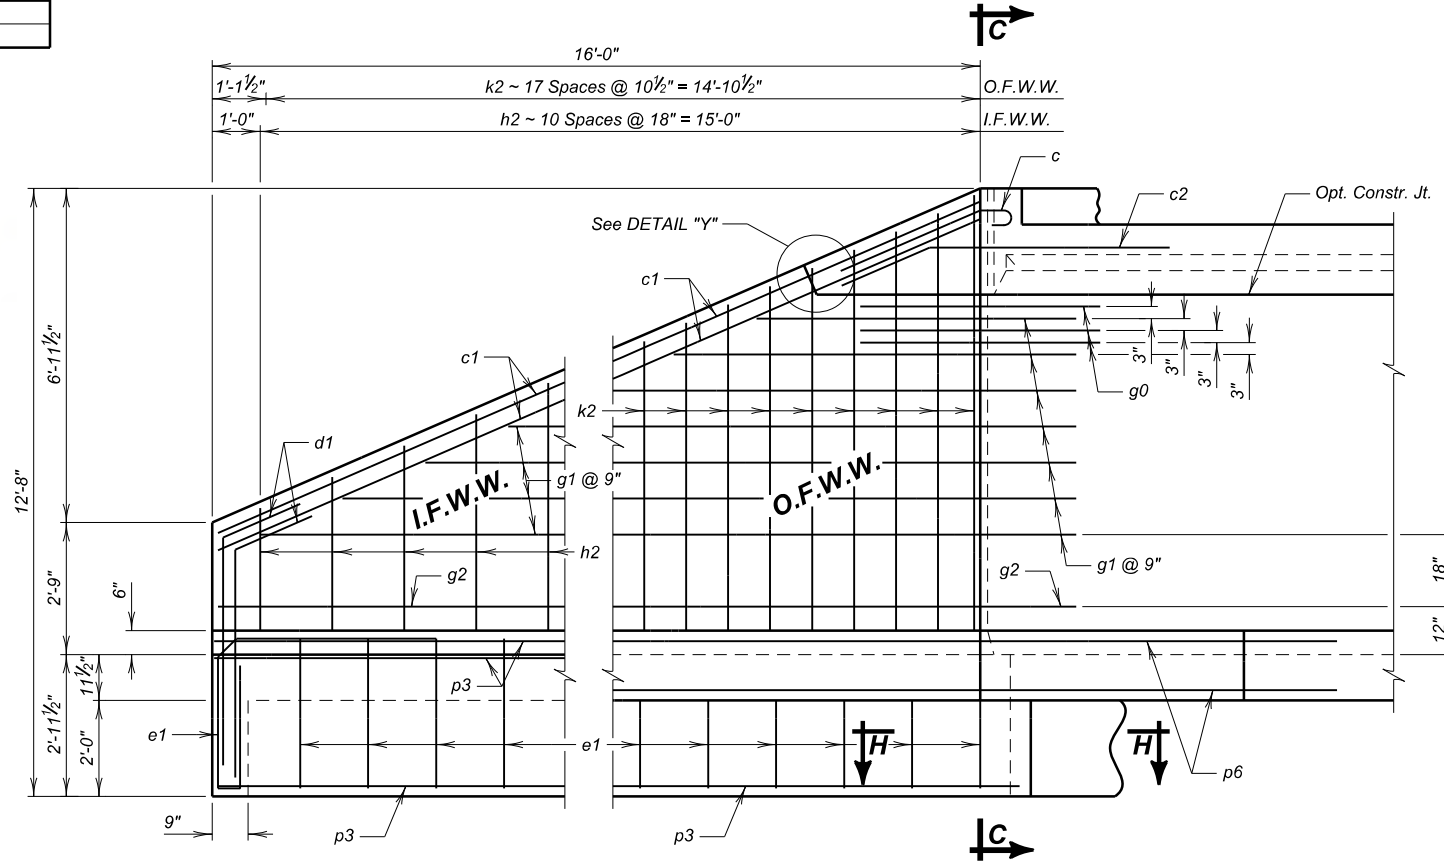 C
16'-0"
1'-1½"
k2 ~ 17 Spaces @ 10½" = 14'-10½"
O.F.W.W.
1'-0"
h2 ~ 10 Spaces @ 18" = 15'-0"
I.F.W.W.
c
c2
Opt. Constr. Jt.
See DETAIL "Y"
c1
6'-11½"
c1
3"
3"
3"
3"
g0
k2
d1
12'-8"
I.F.W.W.
g1 @ 9"
O.F.W.W.
h2
g1 @ 9"
g2
g2
18"
2'-9"
6"
12"
11½"
p3
2'-11½"
2'-0"
e1
e1
H
H
p6
9"
p3
p3
C